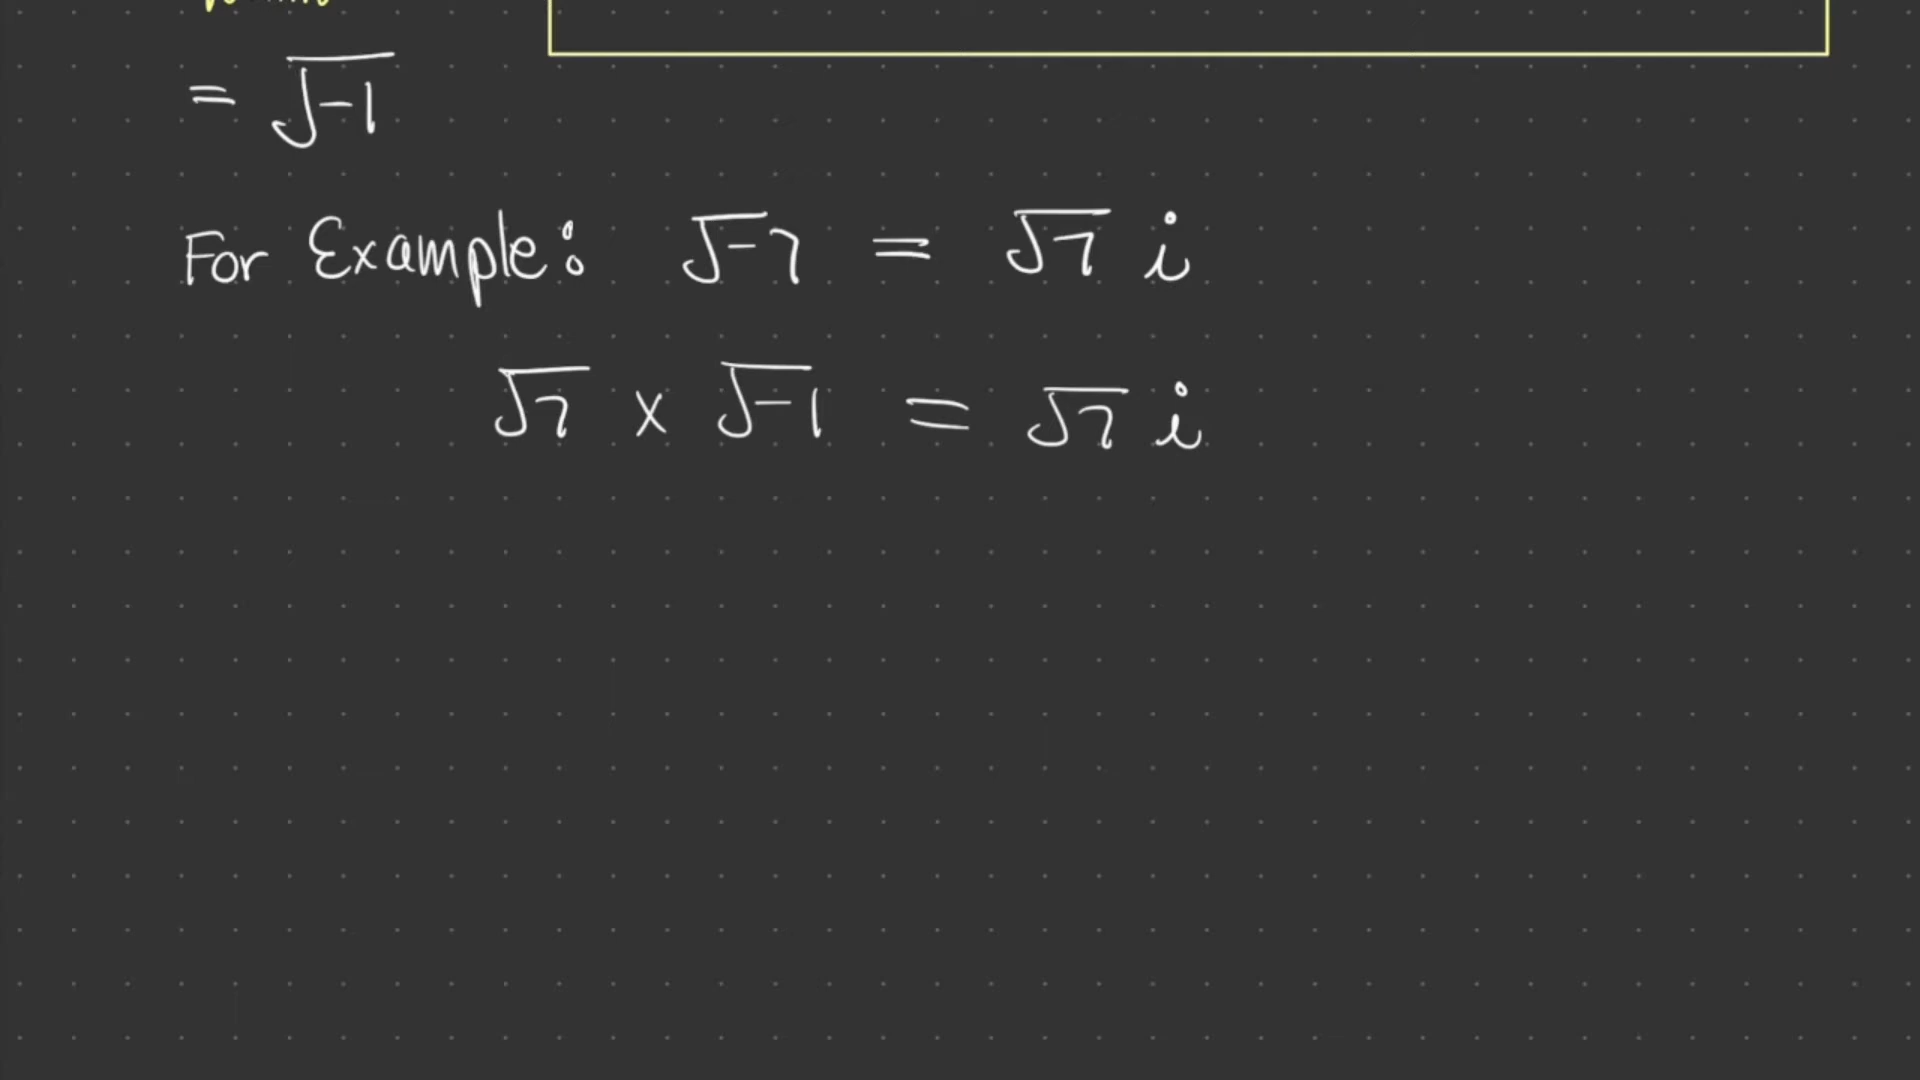 = √-1
For Example: √-7 = √7 i
√7 x √-1 = √7 i